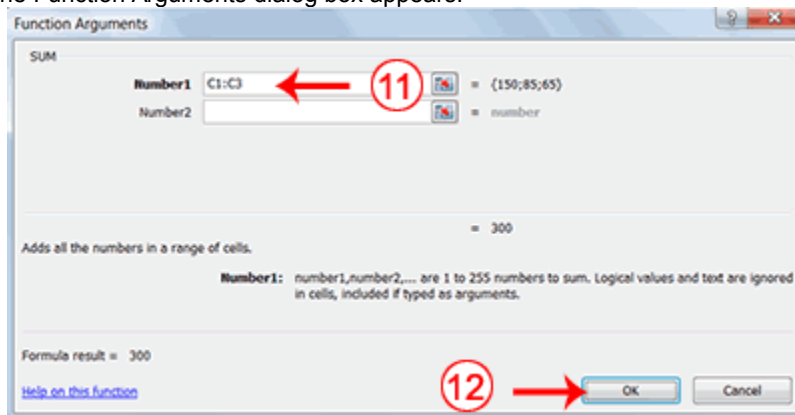 The Function Arguments dialog box appears.
Function Arguments
SUM
Number1 C1:C3 11 = {150;85;65}
Number2 = number
= 300
Adds all the numbers in a range of cells.
Number1: number1,number2,... are 1 to 255 numbers to sum. Logical values and text are ignored
in cells, included if typed as arguments.
Formula result = 300
Help on this function 12 OK Cancel